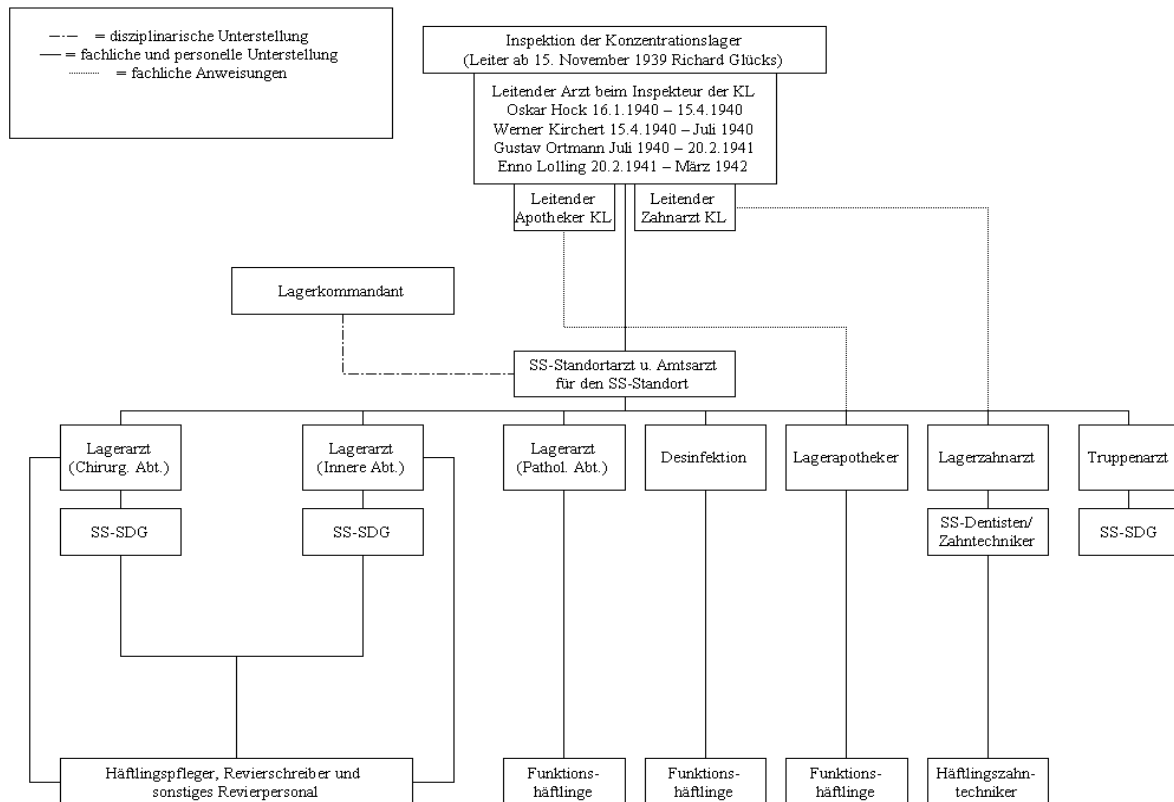 = disziplinarische Unterstellung
= fachliche und personelle Unterstellung
= fachliche Anweisungen
Inspektion der Konzentrationslager
(Leiter ab 15. November 1939 Richard Glücks)
Leitender Arzt beim Inspekteur der KL
Oskar Hock 16.1.1940 – 15.4.1940
Werner Kirchert 15.4.1940 – Juli 1940
Gustav Ortmann Juli 1940 – 20.2.1941
Enno Lolling 20.2.1941 – März 1942
Leitender
Apotheker KL
Leitender
Zahnarzt KL
Lagerkommandant
SS-Standortarzt u. Amtsarzt
für den SS-Standort
Lagerarzt
(Chirurg. Abt.)
Lagerarzt
(Innere Abt.)
Lagerarzt
(Pathol. Abt.)
Desinfektion
Lagerapotheker
Lagerzahnarzt
Truppenarzt
SS-SDG
SS-SDG
SS-Dentisten/
Zahntechniker
SS-SDG
Häftlingspfleger, Revierschreiber und
sonstiges Revierpersonal
Funktions-
häftlinge
Funktions-
häftlinge
Funktions-
häftlinge
Häftlingszahn-
techniker